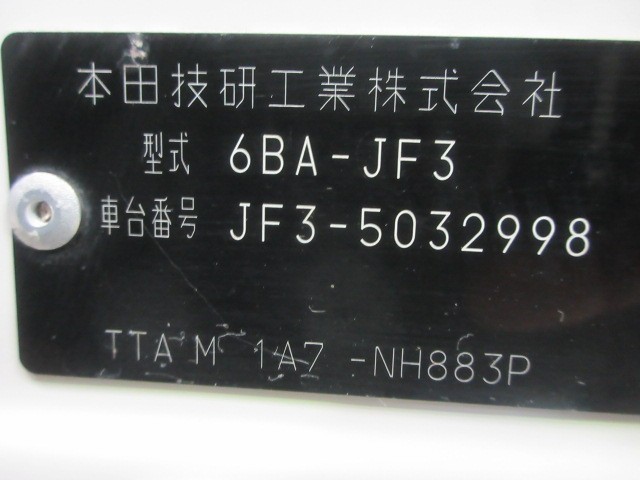 本田技研工業株式会社
型式 6BA-JF3
車台番号 JF3-5032998
TTA M 1A7 -NH883P